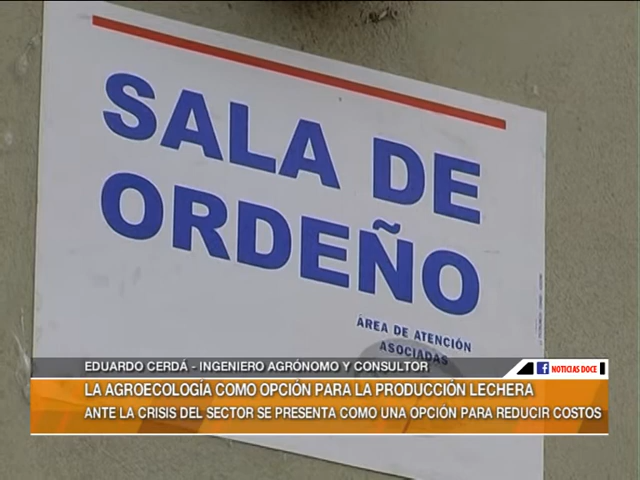 SALA DE
ORDEÑO
ÁREA DE ATENCIÓN
ASOCIADAS
EDUARDO CERDÁ - INGENIERO AGRÓNOMO Y CONSULTOR
f NOTICIAS DOCE
LA AGROECOLOGÍA COMO OPCIÓN PARA LA PRODUCCIÓN LECHERA
ANTE LA CRISIS DEL SECTOR SE PRESENTA COMO UNA OPCIÓN PARA REDUCIR COSTOS